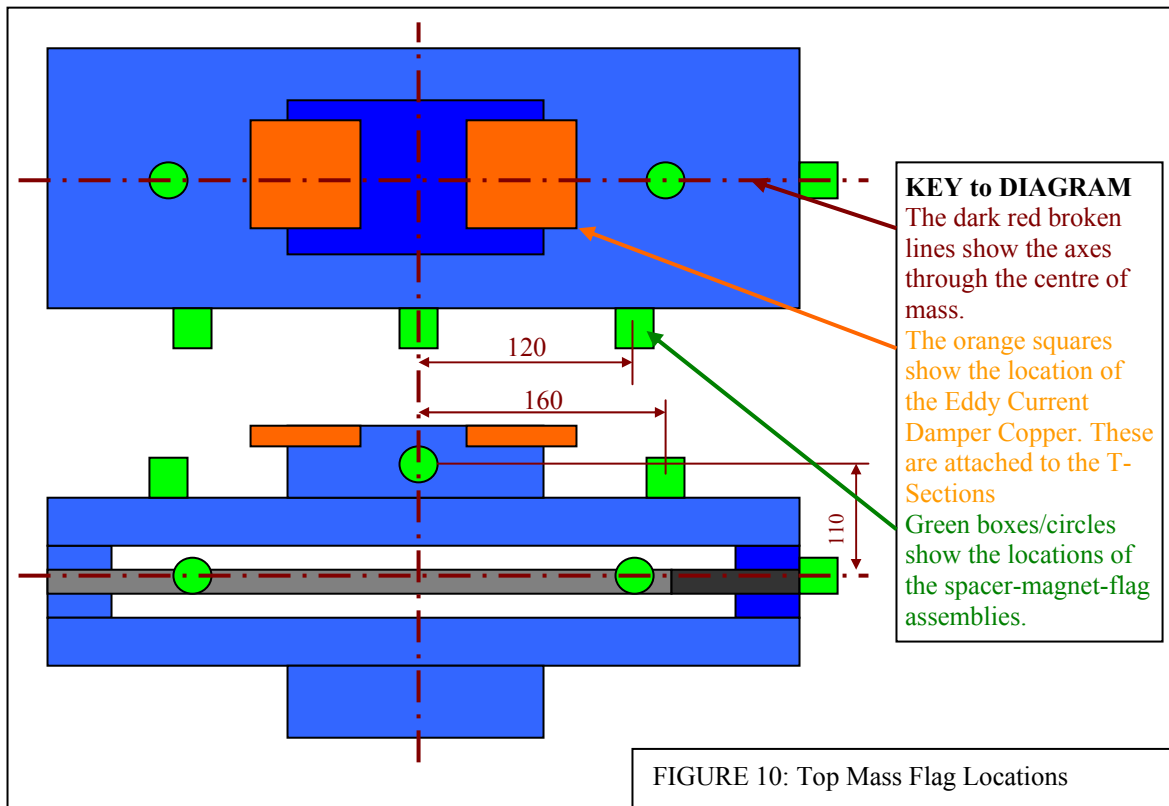 KEY to DIAGRAM
The dark red broken
lines show the axes
through the centre of
mass.
The orange squares
show the location of
the Eddy Current
Damper Copper. These
are attached to the T-
Sections
Green boxes/circles
show the locations of
the spacer-magnet-flag
assemblies.
120
160
110
FIGURE 10: Top Mass Flag Locations